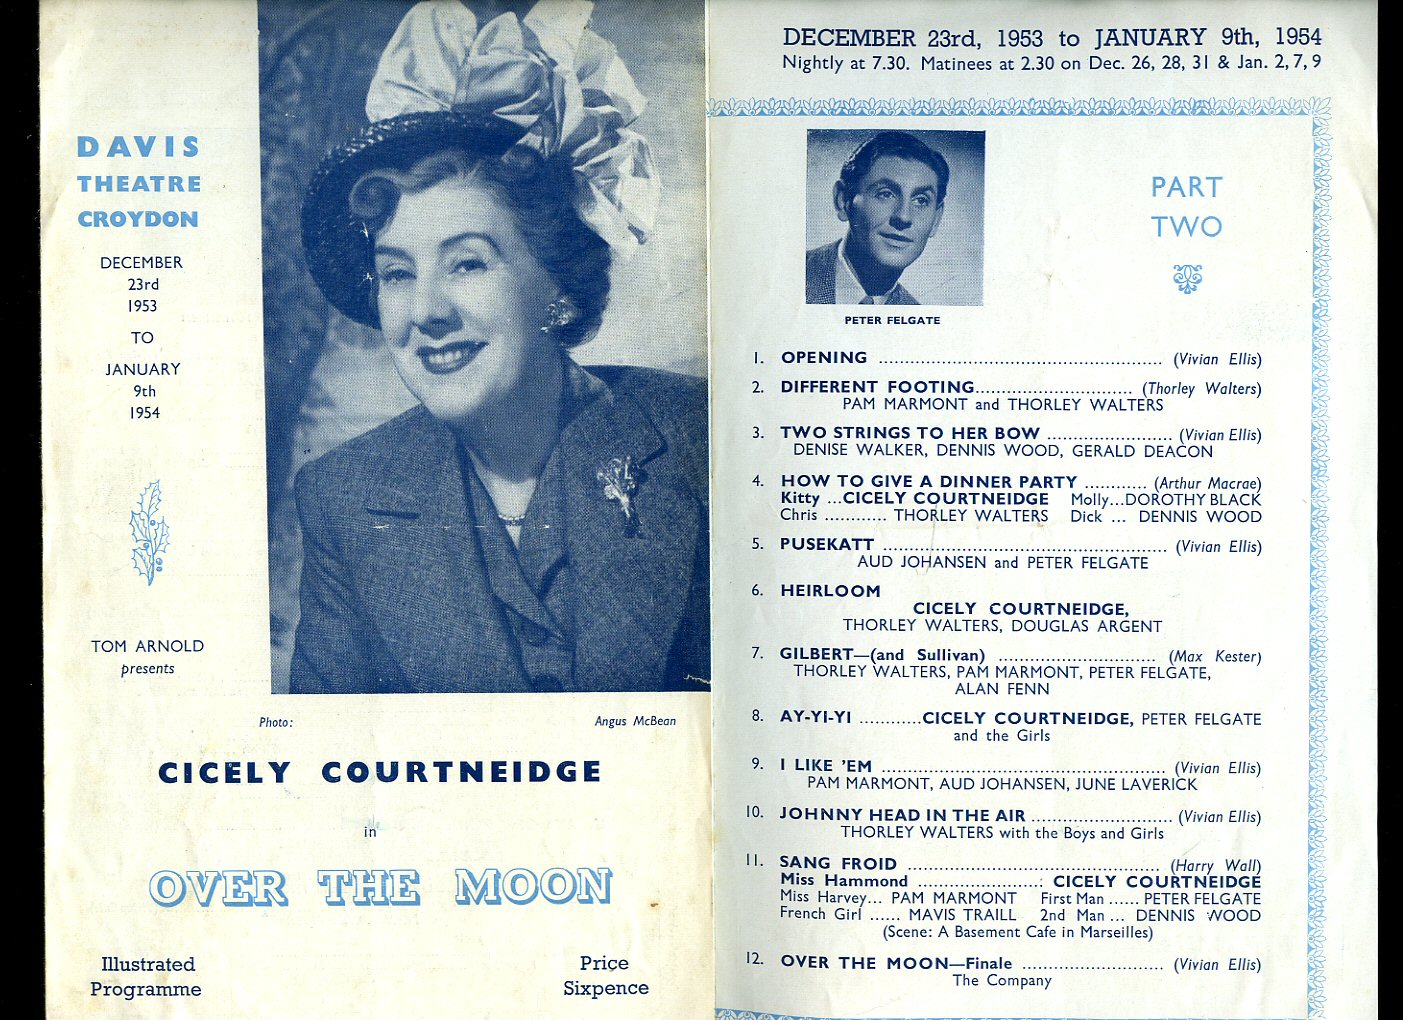 DAVIS
THEATRE
CROYDON
DECEMBER
23rd
1953
TO
JANUARY
9th
1954
TOM ARNOLD
presents
Photo: Angus McBean
CICELY COURTNEIDGE
in
OVER THE MOON
Illustrated
Programme
Price
Sixpence
DECEMBER 23rd, 1953 to JANUARY 9th, 1954
Nightly at 7.30. Matinees at 2.30 on Dec. 26, 28, 31 & Jan. 2, 7, 9
PETER FELGATE
PART
TWO
1. OPENING ........................................................ (Vivian Ellis)
2. DIFFERENT FOOTING.............................. (Thorley Walters)
PAM MARMONT and THORLEY WALTERS
3. TWO STRINGS TO HER BOW ........................ (Vivian Ellis)
DENISE WALKER, DENNIS WOOD, GERALD DEACON
4. HOW TO GIVE A DINNER PARTY ............ (Arthur Macrae)
Kitty ...CICELY COURTNEIDGE Molly...DOROTHY BLACK
Chris ............ THORLEY WALTERS Dick ... DENNIS WOOD
5. PUSEKATT ........................................................ (Vivian Ellis)
AUD JOHANSEN and PETER FELGATE
6. HEIRLOOM
CICELY COURTNEIDGE,
THORLEY WALTERS, DOUGLAS ARGENT
7. GILBERT—(and Sullivan) .............................. (Max Kester)
THORLEY WALTERS, PAM MARMONT, PETER FELGATE,
ALAN FENN
8. AY-YI-YI ............CICELY COURTNEIDGE, PETER FELGATE
and the Girls
9. I LIKE 'EM ........................................................ (Vivian Ellis)
PAM MARMONT, AUD JOHANSEN, JUNE LAVERICK
10. JOHNNY HEAD IN THE AIR ........................... (Vivian Ellis)
THORLEY WALTERS with the Boys and Girls
11. SANG FROID ................................................ (Harry Wall)
Miss Hammond ........................ CICELY COURTNEIDGE
Miss Harvey... PAM MARMONT First Man ...... PETER FELGATE
French Girl ...... MAVIS TRAILL 2nd Man ... DENNIS WOOD
(Scene: A Basement Cafe in Marseilles)
12. OVER THE MOON—Finale ........................... (Vivian Ellis)
The Company